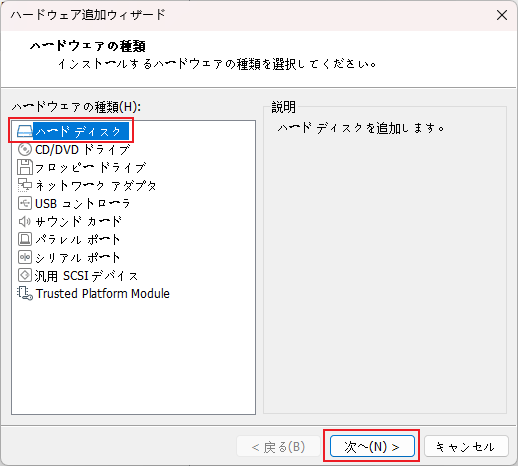 ハードウェア追加ウィザード
ハードウェアの種類
インストールするハードウェアの種類を選択してください。
ハードウェアの種類(H):
説明
ハード ディスク
ハード ディスクを追加します。
CD/DVD ドライブ
フロッピー ドライブ
ネットワーク アダプタ
USB コントローラ
サウンド カード
パラレル ポート
シリアル ポート
汎用 SCSI デバイス
Trusted Platform Module
< 戻る(B)
次へ(N) >
キャンセル